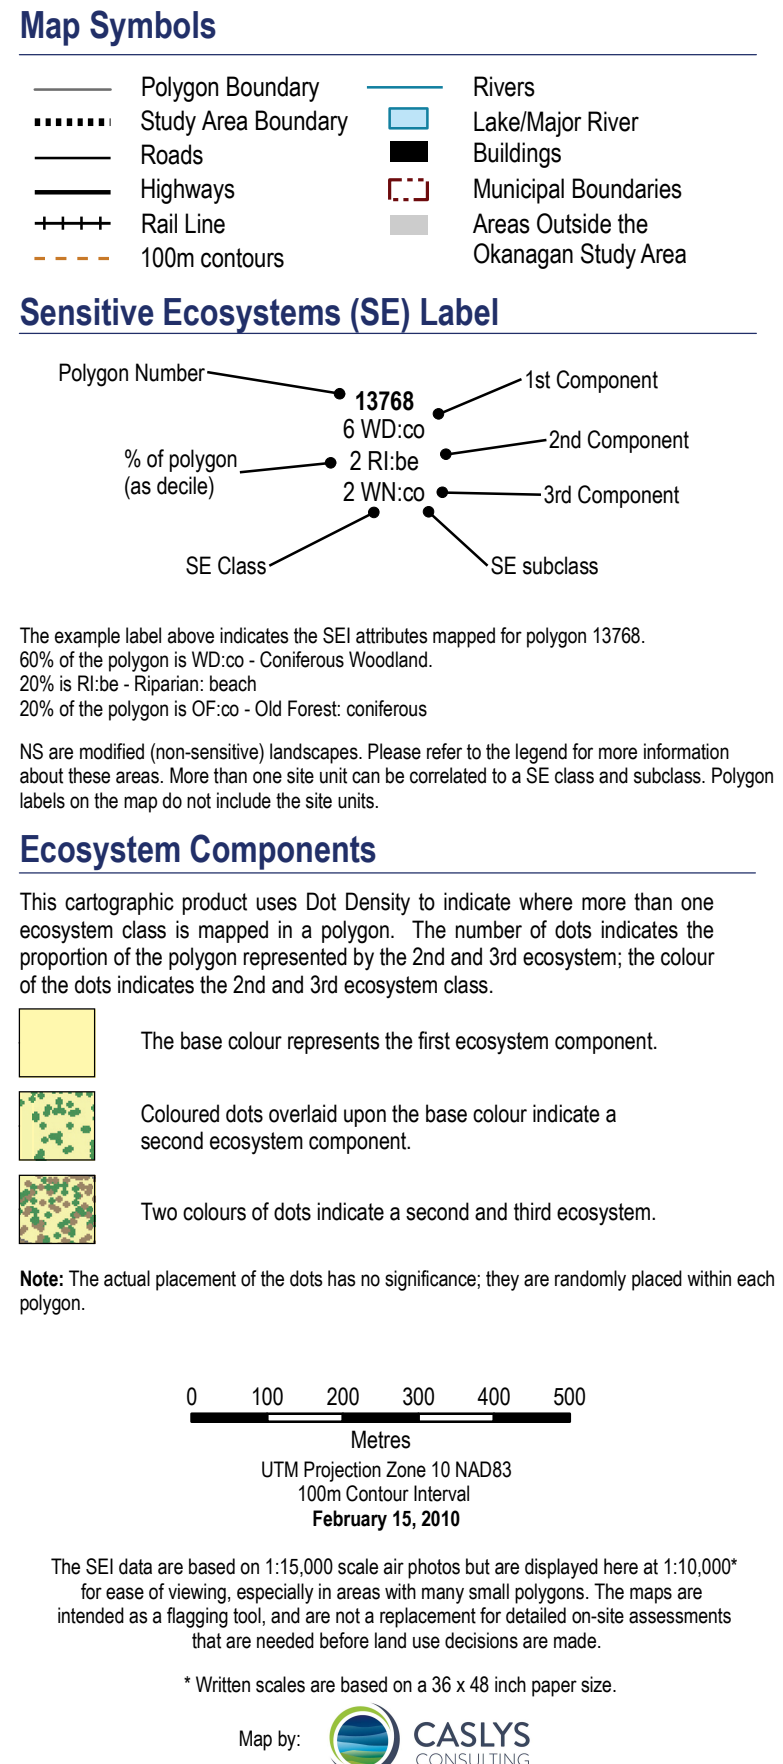 Map Symbols
Polygon Boundary
Study Area Boundary
Roads
Highways
Rail Line
100m contours
Rivers
Lake/Major River
Buildings
Municipal Boundaries
Areas Outside the
Okanagan Study Area
Sensitive Ecosystems (SE) Label
Polygon Number
13768
1st Component
6 WD:co
2nd Component
% of polygon
(as decile)
2 RI:be
2 WN:co
3rd Component
SE Class
SE subclass
The example label above indicates the SEI attributes mapped for polygon 13768.
60% of the polygon is WD:co - Coniferous Woodland.
20% is RI:be - Riparian: beach
20% of the polygon is OF:co - Old Forest: coniferous
NS are modified (non-sensitive) landscapes. Please refer to the legend for more information
about these areas. More than one site unit can be correlated to a SE class and subclass. Polygon
labels on the map do not include the site units.
Ecosystem Components
This cartographic product uses Dot Density to indicate where more than one
ecosystem class is mapped in a polygon. The number of dots indicates the
proportion of the polygon represented by the 2nd and 3rd ecosystem; the colour
of the dots indicates the 2nd and 3rd ecosystem class.
The base colour represents the first ecosystem component.
Coloured dots overlaid upon the base colour indicate a
second ecosystem component.
Two colours of dots indicate a second and third ecosystem.
Note: The actual placement of the dots has no significance; they are randomly placed within each
polygon.
0 100 200 300 400 500
Metres
UTM Projection Zone 10 NAD83
100m Contour Interval
February 15, 2010
The SEI data are based on 1:15,000 scale air photos but are displayed here at 1:10,000*
for ease of viewing, especially in areas with many small polygons. The maps are
intended as a flagging tool, and are not a replacement for detailed on-site assessments
that are needed before land use decisions are made.
* Written scales are based on a 36 x 48 inch paper size.
Map by:
CASLYS
CONSULTING